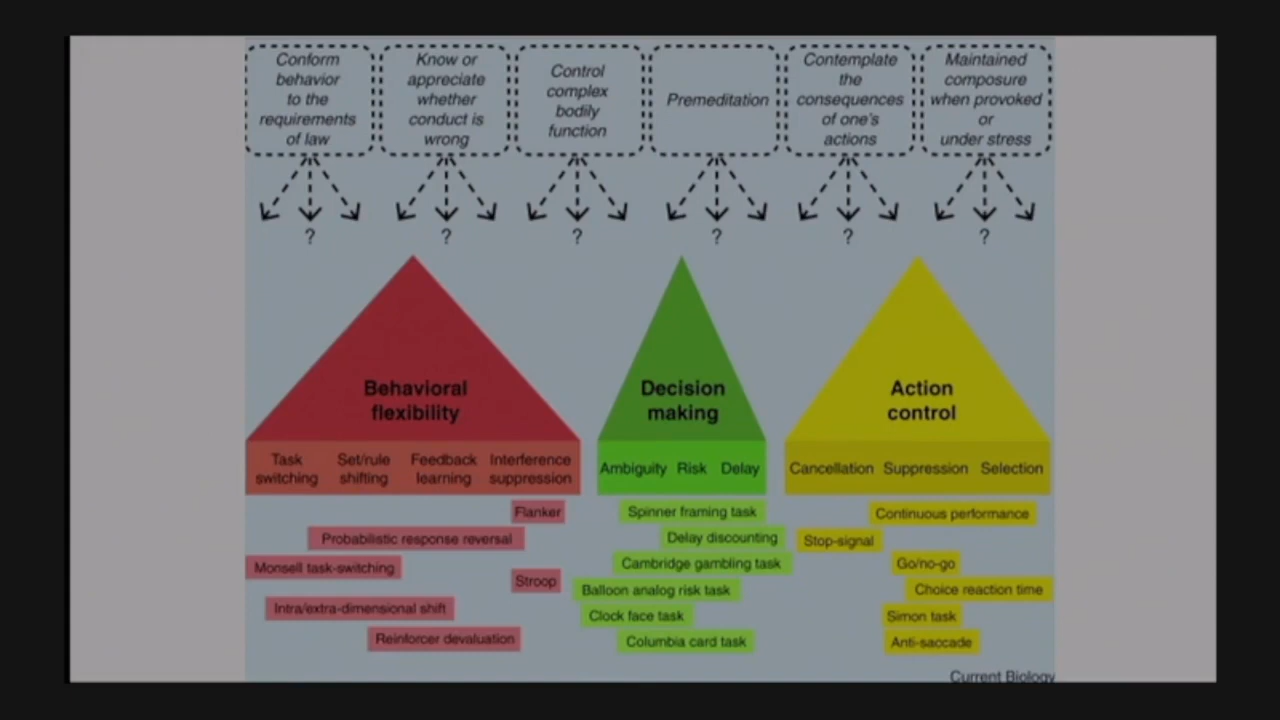 Conform
behavior
to the
requirements
of law
Know or
appreciate
whether
conduct is
wrong
Control
complex
bodily
function
Premeditation
Contemplate
the
consequences
of one's
actions
Maintained
composure
when provoked
or
under stress
?
?
?
?
?
?
Behavioral
flexibility
Decision
making
Action
control
Task
switching
Set/rule
shifting
Feedback
learning
Interference
suppression
Ambiguity
Risk
Delay
Cancellation
Suppression
Selection
Flanker
Probabilistic response reversal
Monsell task-switching
Stroop
Intra/extra-dimensional shift
Reinforcer devaluation
Spinner framing task
Delay discounting
Cambridge gambling task
Balloon analog risk task
Clock face task
Columbia card task
Continuous performance
Stop-signal
Go/no-go
Choice reaction time
Simon task
Anti-saccade
Current Biology